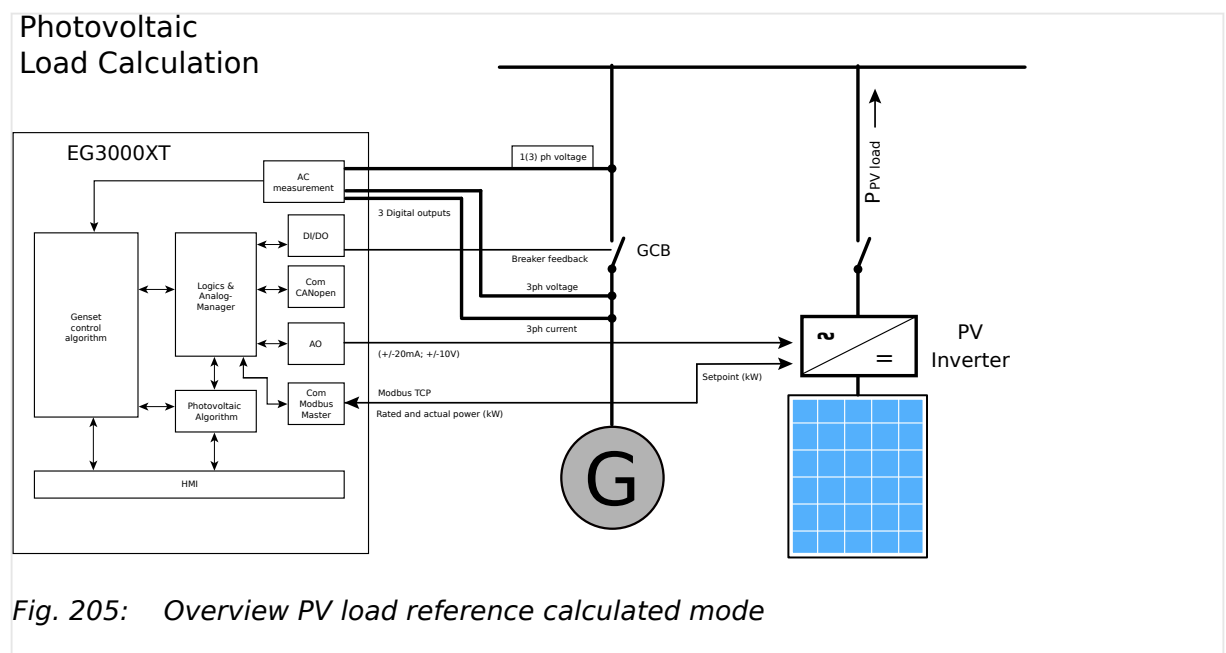 Photovoltaic
Load Calculation
EG3000XT
AC
measurement
1(3) ph voltage
3 Digital outputs
DI/DO
Breaker feedback
GCB
P PV load
Logics &
Analog-
Manager
Com
CANopen
3ph voltage
Genset
control
algorithm
AO
3ph current
(+/-20mA; +/-10V)
~
=
PV
Inverter
Setpoint (kW)
Photovoltaic
Algorithm
Com
Modbus
Master
Modbus TCP
Rated and actual power (kW)
G
HMI
Fig. 205: Overview PV load reference calculated mode